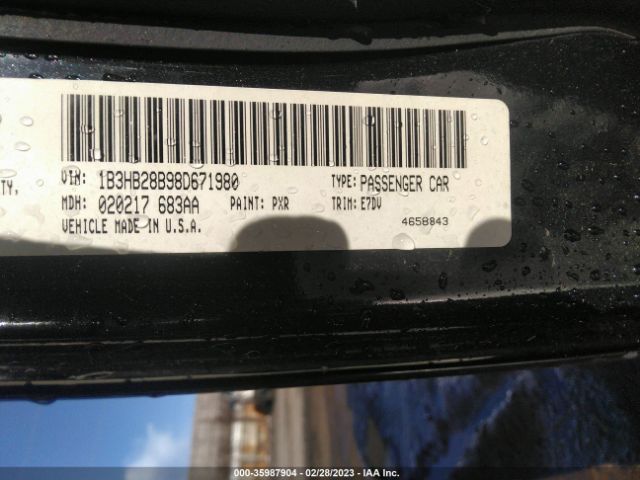 TY,
VIN: 1B3HB28B98D671980 TYPE: PASSENGER CAR
MDH: 020217 683AA PAINT: PXR TRIM: E7DV
VEHICLE MADE IN U.S.A. 4658843
000-35987904 | 02/28/2023 | IAA Inc.